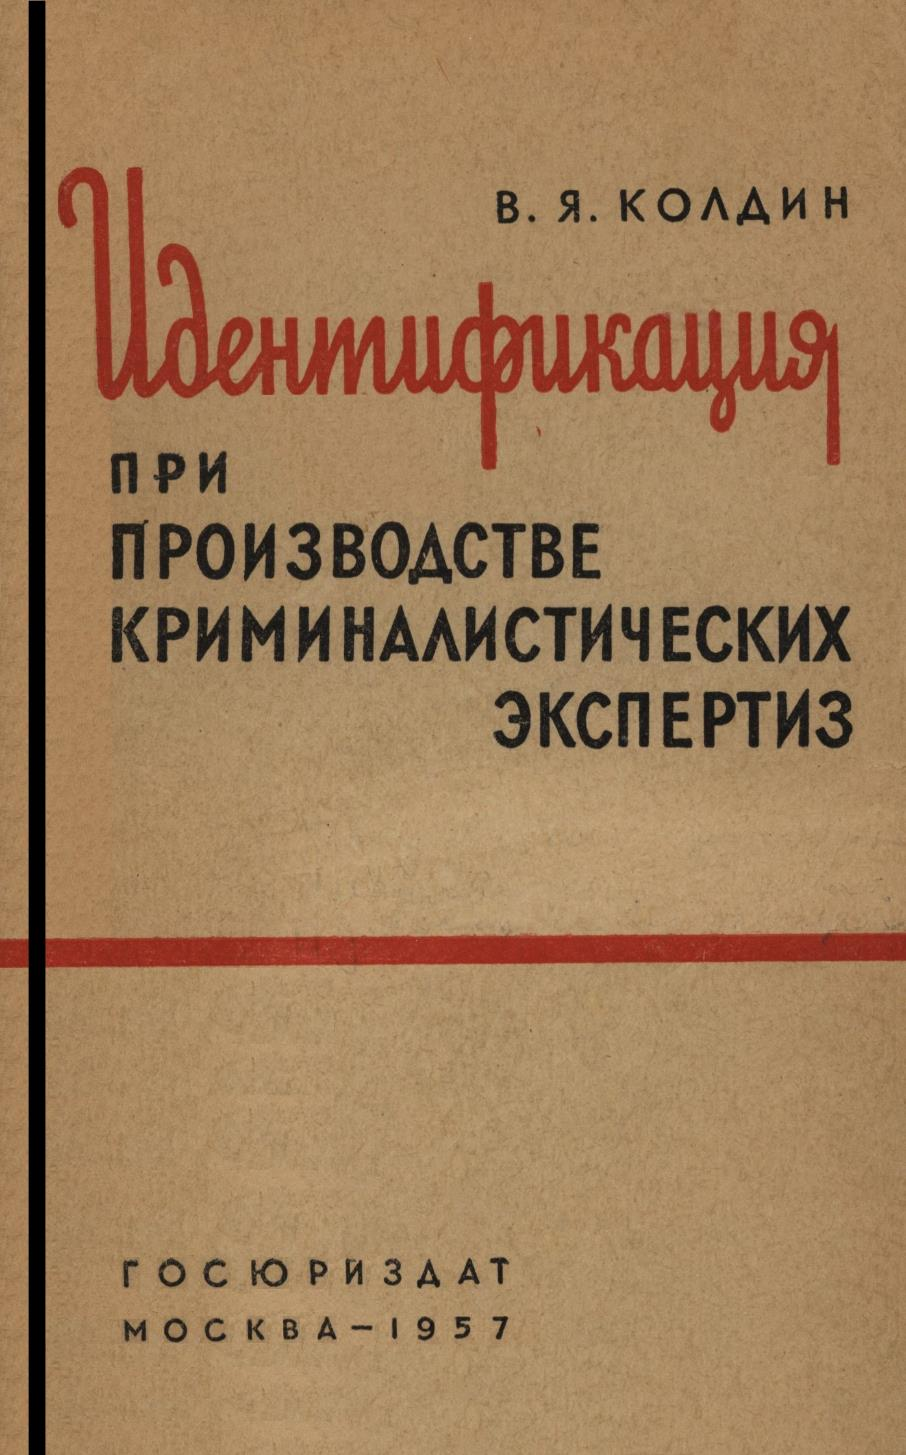 В. Я. КОЛДИН
Идентификация
ПРИ
ПРОИЗВОДСТВЕ
КРИМИНАЛИСТИЧЕСКИХ
ЭКСПЕРТИЗ
ГОСЮРИЗДАТ
МОСКВА—1957